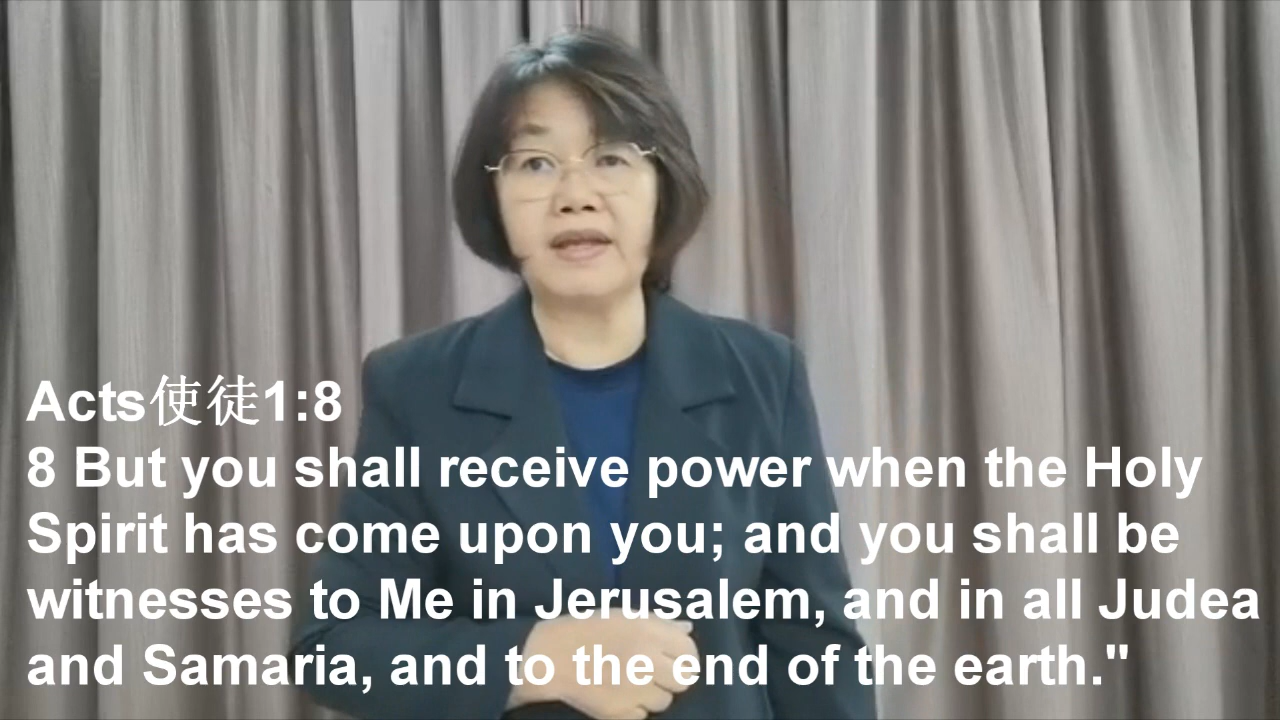 Acts使徒1:8
8 But you shall receive power when the Holy
Spirit has come upon you; and you shall be
witnesses to Me in Jerusalem, and in all Judea
and Samaria, and to the end of the earth."